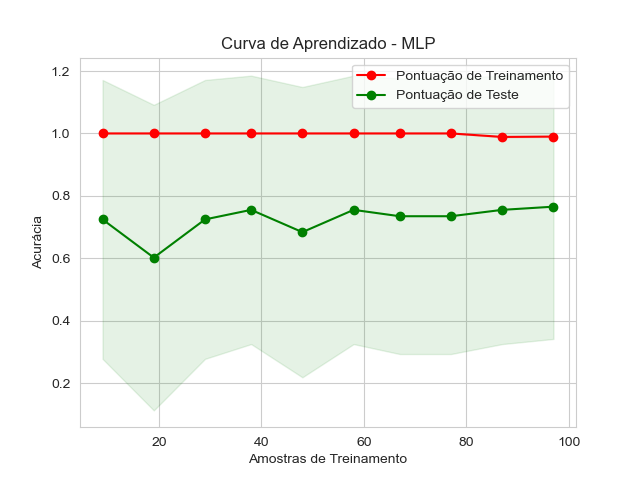 Curva de Aprendizado - MLP
Pontuação de Treinamento
Pontuação de Teste
1.2
1.0
0.8
0.6
0.4
0.2
Acurácia
20
40
60
80
100
Amostras de Treinamento